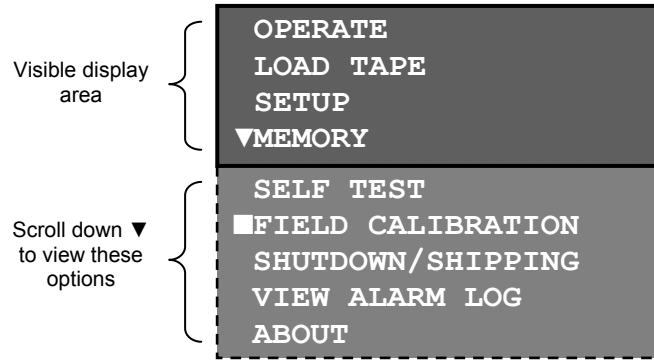 Visible display
area
OPERATE
LOAD TAPE
SETUP
▼MEMORY
Scroll down ▼
to view these
options
SELF TEST
■FIELD CALIBRATION
SHUTDOWN/SHIPPING
VIEW ALARM LOG
ABOUT